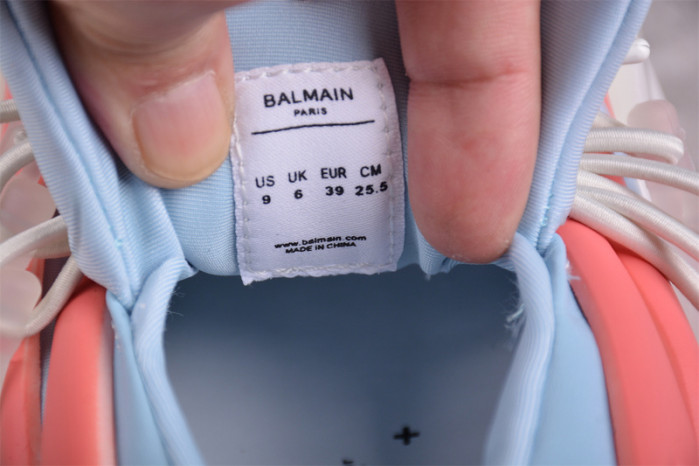 BALMAIN
PARIS
US UK EUR CM
9 6 39 25.5
www.balmain.com
MADE IN CHINA